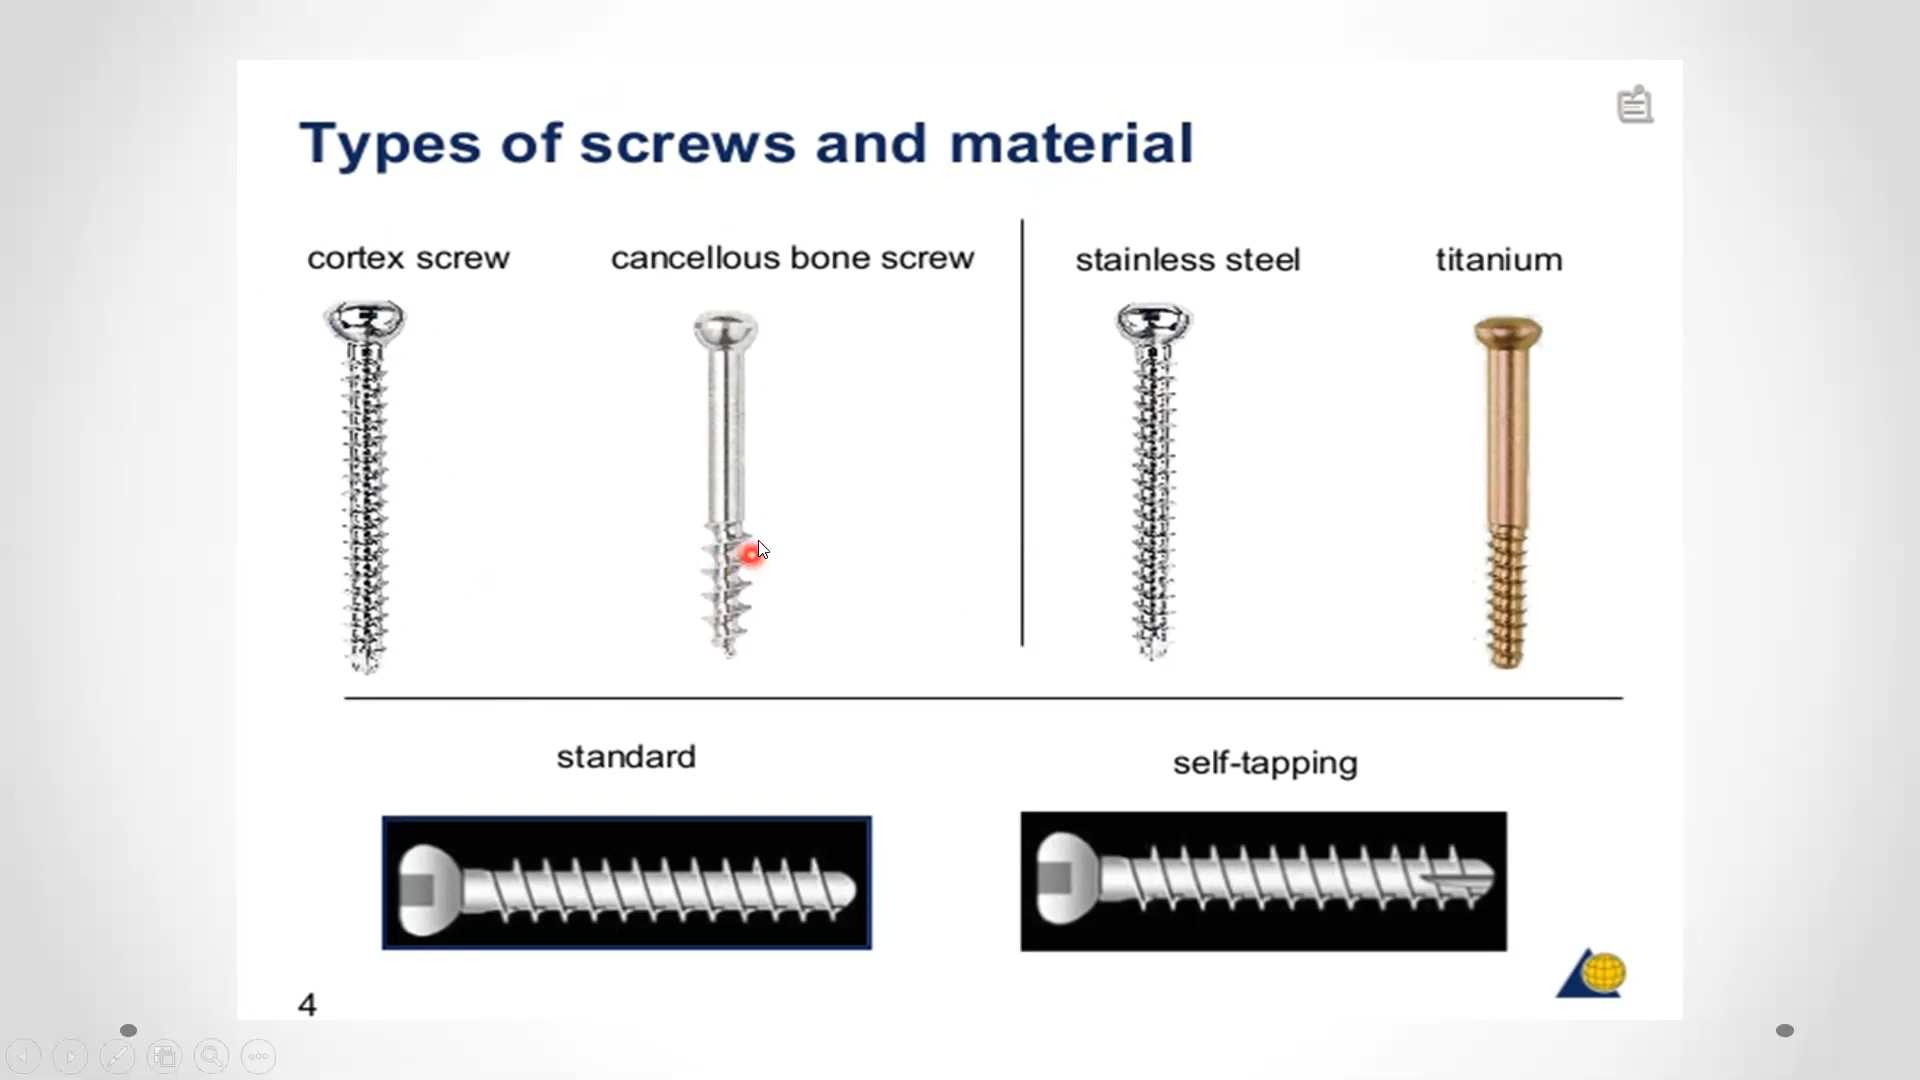 Types of screws and material
cortex screw
cancellous bone screw
stainless steel
titanium
standard
self-tapping
4